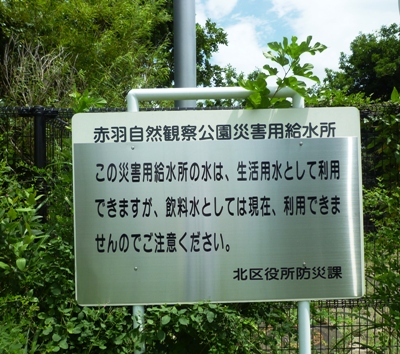 赤羽自然観察公園災害用給水所
この災害用給水所の水は、生活用水として利用
できますが、飲料水としては現在、利用できま
せんのでご注意ください。
北区役所防災課